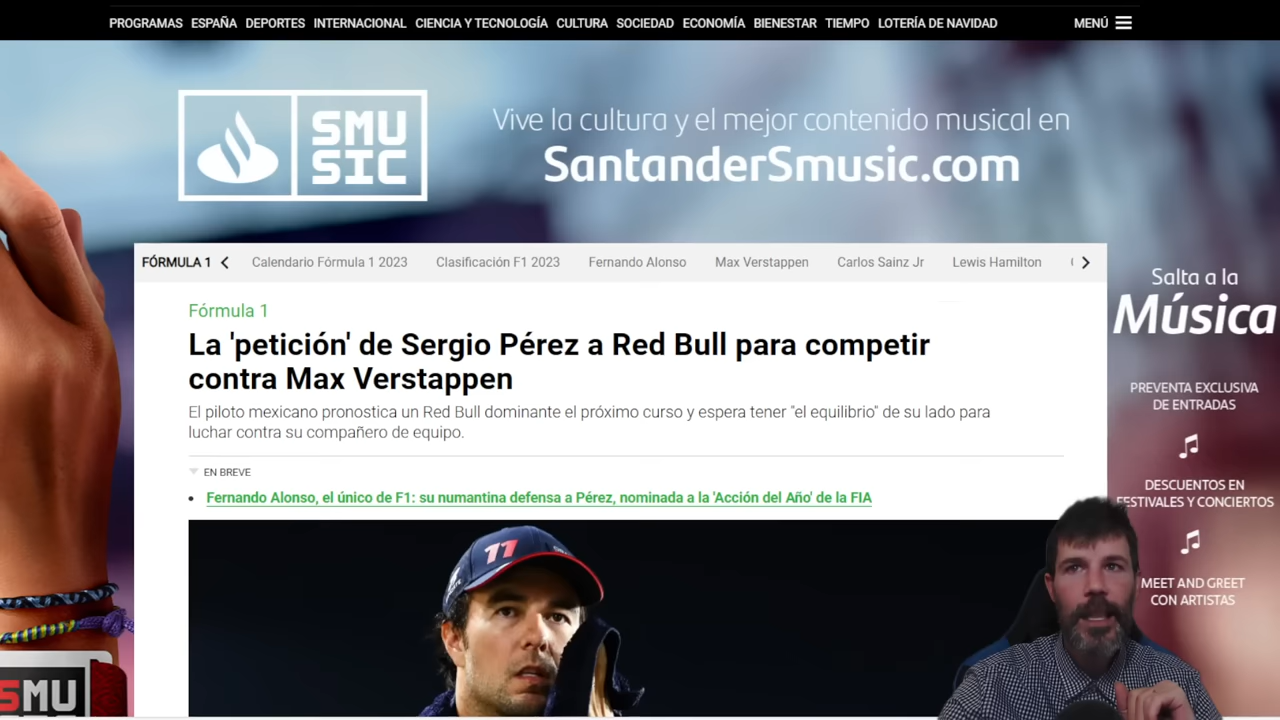 PROGRAMAS ESPAÑA DEPORTES INTERNACIONAL CIENCIA Y TECNOLOGÍA CULTURA SOCIEDAD ECONOMÍA BIENESTAR TIEMPO LOTERÍA DE NAVIDAD MENÚ
SMU
SIC
Vive la cultura y el mejor contenido musical en
SantanderSmusic.com
FÓRMULA 1 Calendario Fórmula 1 2023 Clasificación F1 2023 Fernando Alonso Max Verstappen Carlos Sainz Jr Lewis Hamilton
Fórmula 1
La 'petición' de Sergio Pérez a Red Bull para competir
contra Max Verstappen
El piloto mexicano pronostica un Red Bull dominante el próximo curso y espera tener "el equilibrio" de su lado para
luchar contra su compañero de equipo.
EN BREVE
Fernando Alonso, el único de F1: su numantina defensa a Pérez, nominada a la 'Acción del Año' de la FIA
11
Salta a la
Música
PREVENTA EXCLUSIVA
DE ENTRADAS
DESCUENTOS EN
FESTIVALES Y CONCIERTOS
MEET AND GREET
CON ARTISTAS
SMU